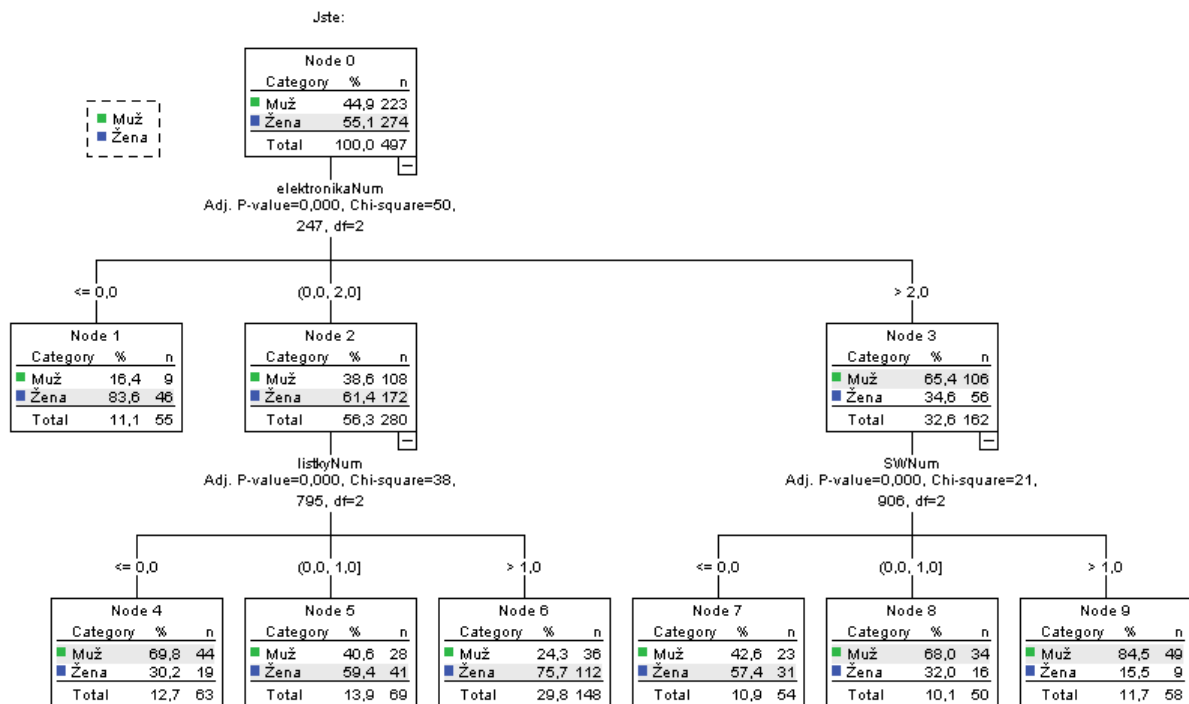 Jste:
Muž
Žena
Node 0
Category % n
Muž 44,9 223
Žena 55,1 274
Total 100,0 497
elektronikaNum
Adj. P-value=0,000, Chi-square=50,
247, df=2
<= 0,0
(0,0, 2,0]
> 2,0
Node 1
Category % n
Muž 16,4 9
Žena 83,6 46
Total 11,1 55
Node 2
Category % n
Muž 38,6 108
Žena 61,4 172
Total 56,3 280
Node 3
Category % n
Muž 65,4 106
Žena 34,6 56
Total 32,6 162
listkyNum
Adj. P-value=0,000, Chi-square=38,
795, df=2
SWNum
Adj. P-value=0,000, Chi-square=21,
906, df=2
<= 0,0
(0,0, 1,0]
> 1,0
<= 0,0
(0,0, 1,0]
> 1,0
Node 4
Category % n
Muž 69,8 44
Žena 30,2 19
Total 12,7 63
Node 5
Category % n
Muž 40,6 28
Žena 59,4 41
Total 13,9 69
Node 6
Category % n
Muž 24,3 36
Žena 75,7 112
Total 29,8 148
Node 7
Category % n
Muž 42,6 23
Žena 57,4 31
Total 10,9 54
Node 8
Category % n
Muž 68,0 34
Žena 32,0 16
Total 10,1 50
Node 9
Category % n
Muž 84,5 49
Žena 15,5 9
Total 11,7 58